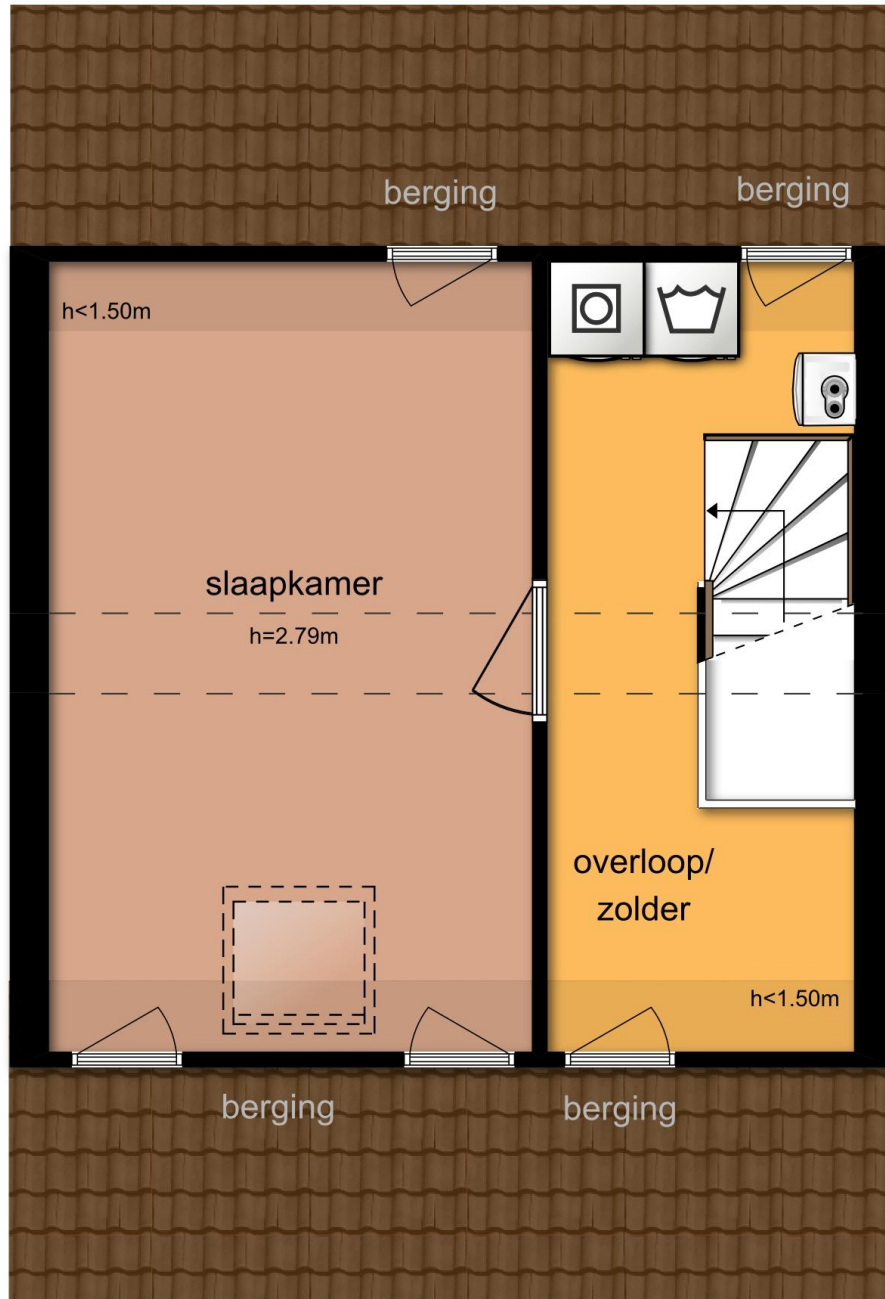 berging
berging
h<1.50m
slaapkamer
h=2.79m
overloop/
zolder
h<1.50m
berging
berging